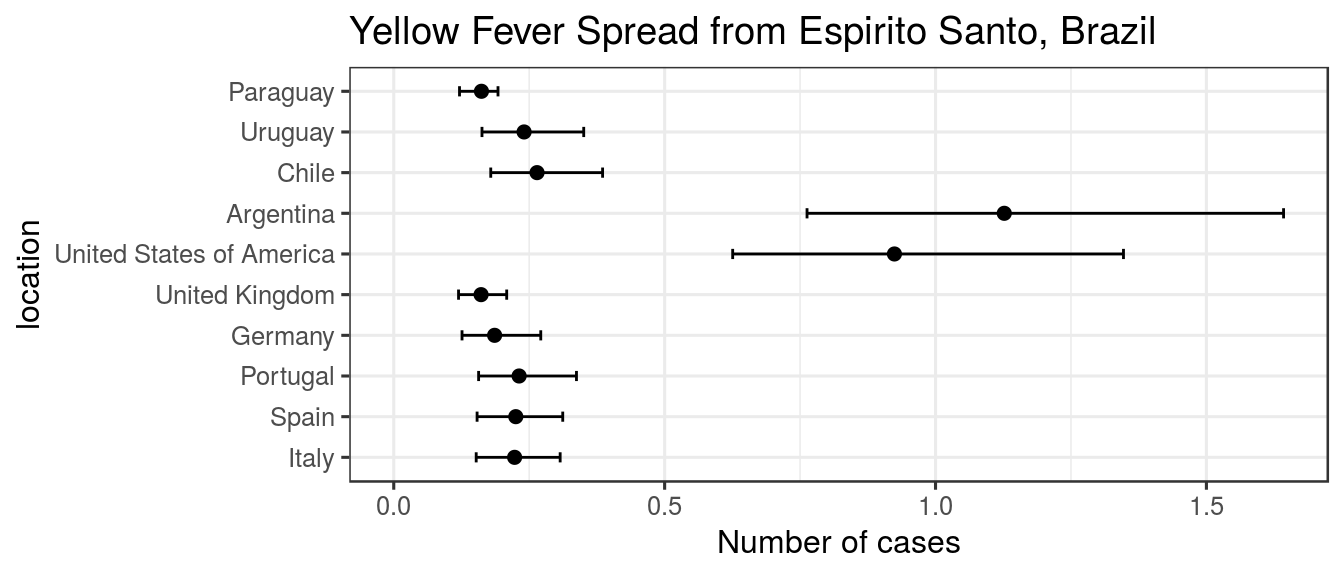 Yellow Fever Spread from Espirito Santo, Brazil
location
Paraguay
Uruguay
Chile
Argentina
United States of America
United Kingdom
Germany
Portugal
Spain
Italy
0.0 0.5 1.0 1.5
Number of cases